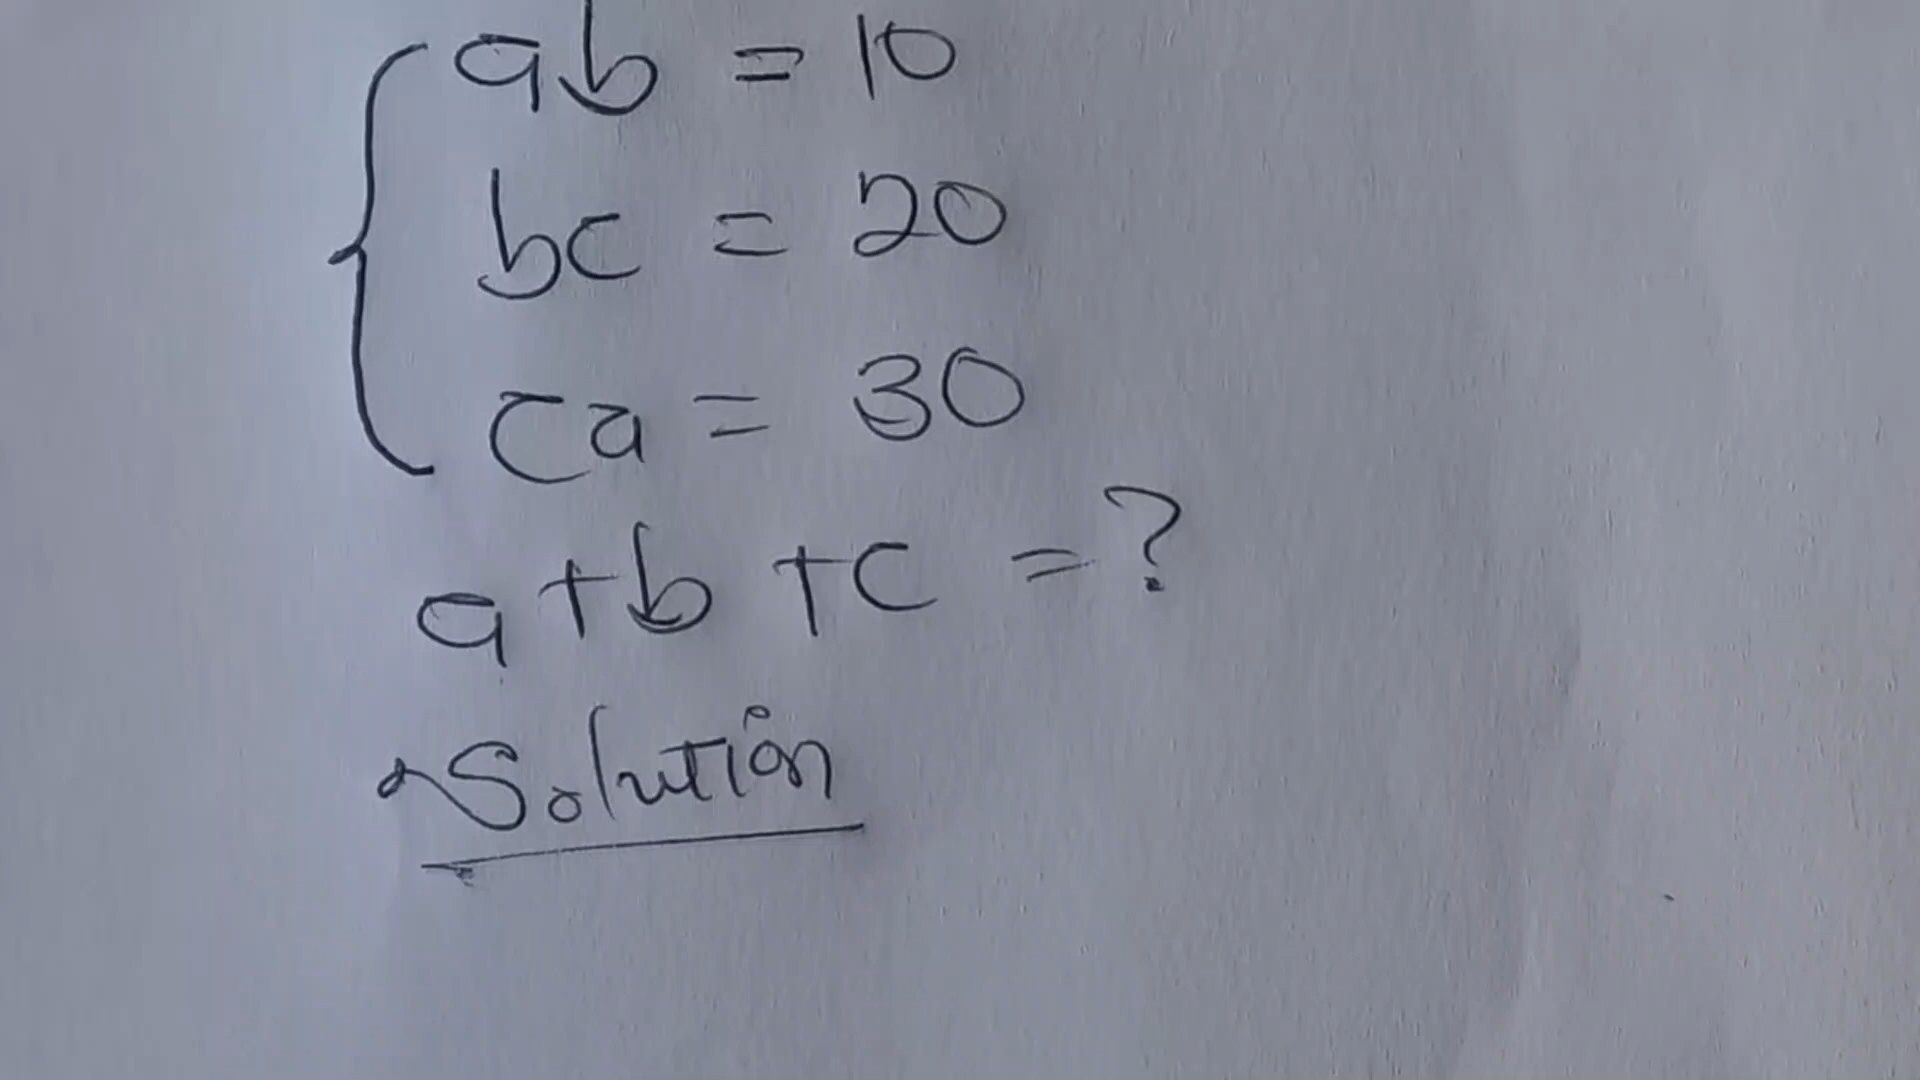 ab = 10
bc = 20
ca = 30
a+b+c = ?
Solution